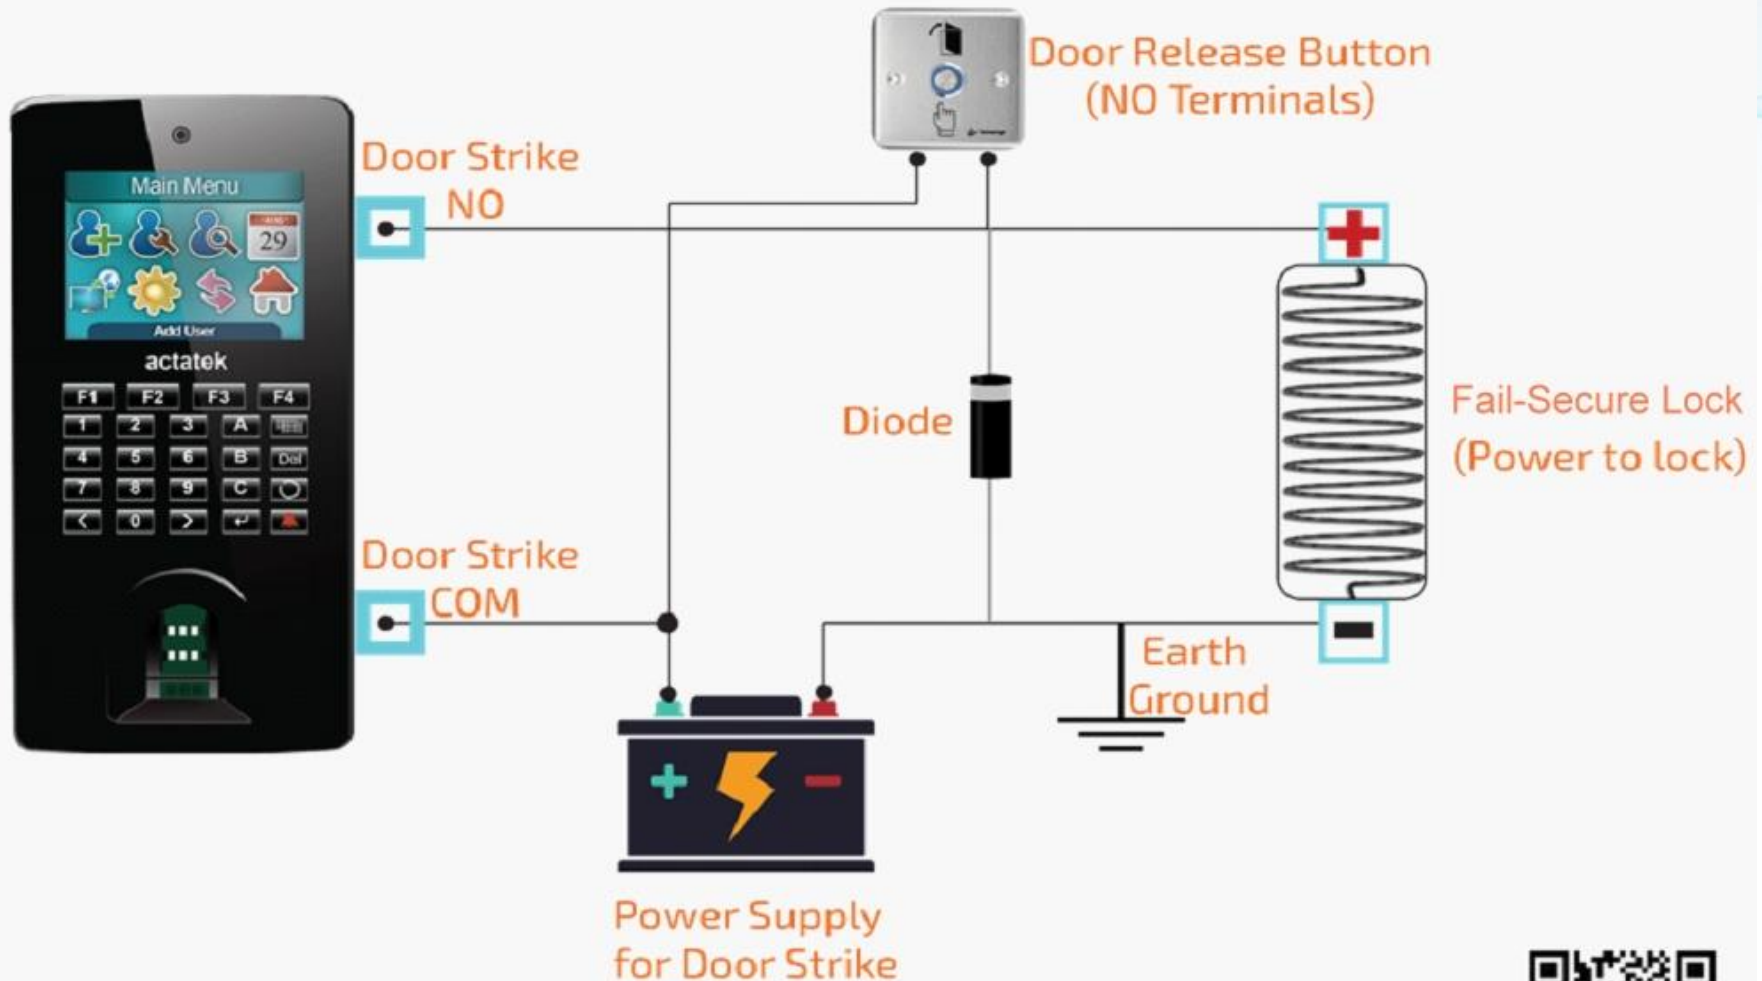 Door Release Button
(NO Terminals)
Door Strike
NO
Main Menu
29
Add User
actatek
F1 F2 F3 F4
1 2 3 A
4 5 6 B Del
7 8 9 C
< 0 > ↵
Diode
Fail-Secure Lock
(Power to lock)
Door Strike
COM
Earth
Ground
+ -
Power Supply
for Door Strike